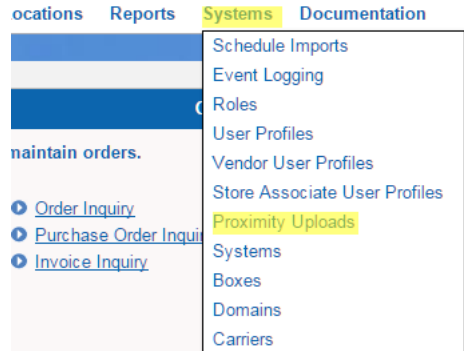 ocations Reports Systems Documentation
Schedule Imports
Event Logging
Roles
User Profiles
Vendor User Profiles
Store Associate User Profiles
Proximity Uploads
Systems
Boxes
Domains
Carriers
maintain orders.
Order Inquiry
Purchase Order Inquir
Invoice Inquiry